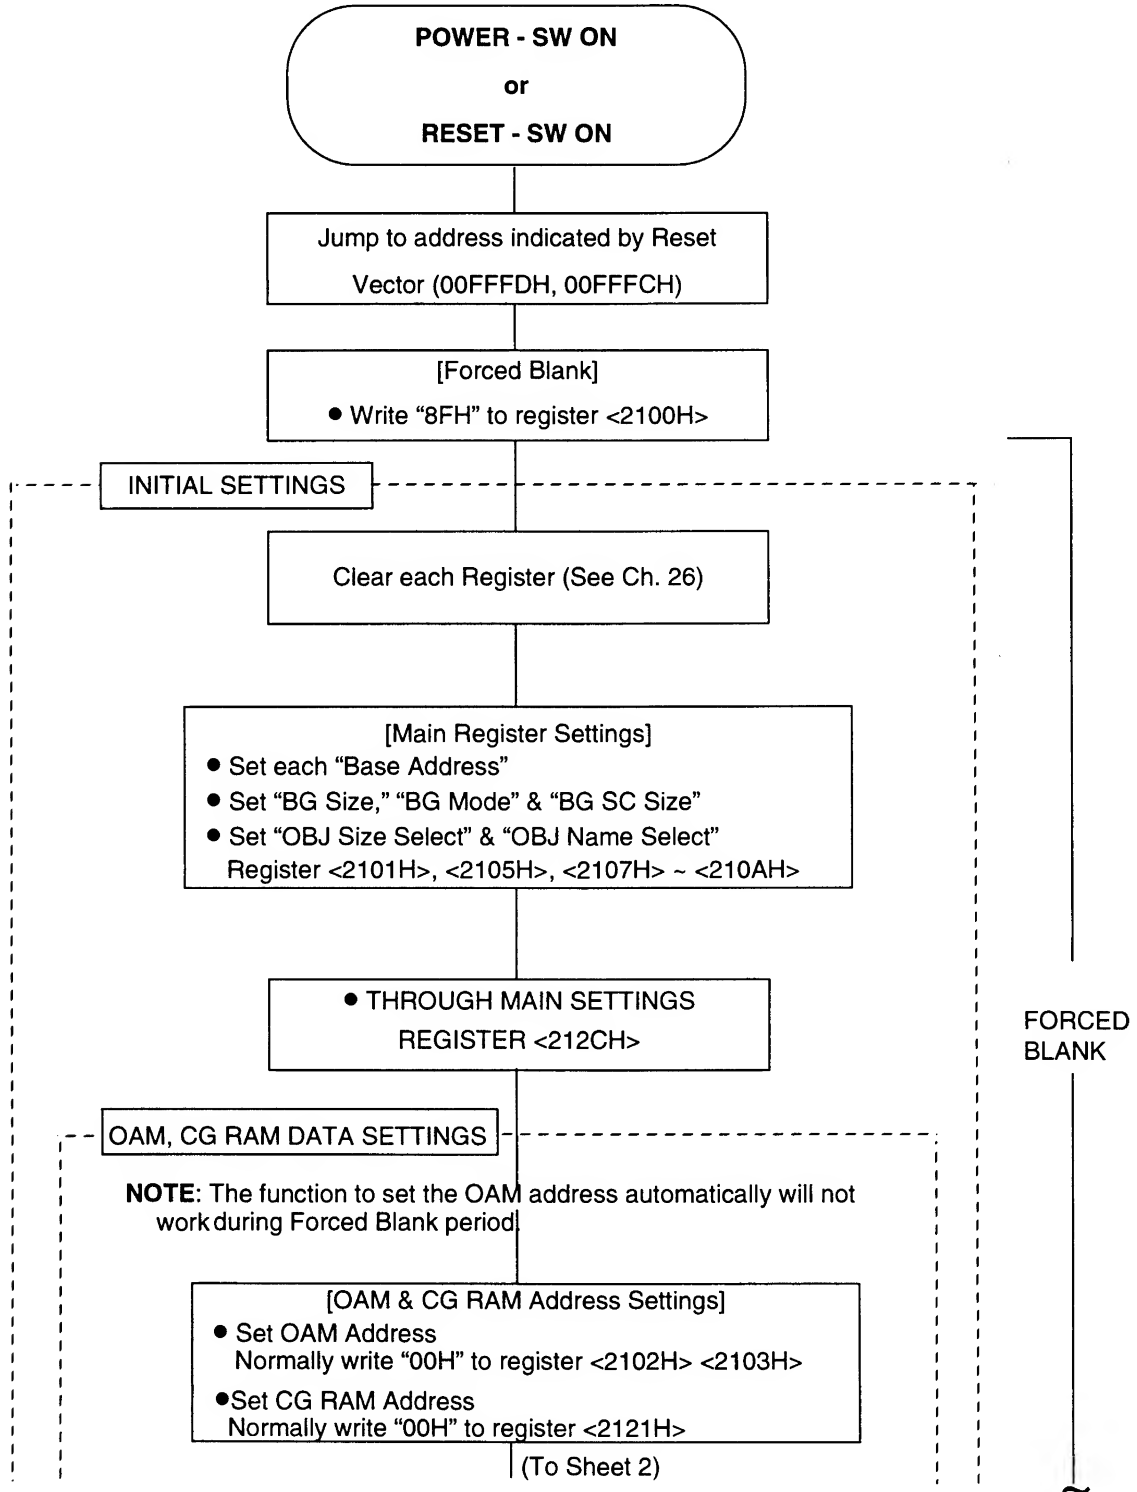 POWER - SW ON
or
RESET - SW ON
Jump to address indicated by Reset
Vector (00FFFDH, 00FFFCH)
[Forced Blank]
● Write “8FH” to register <2100H>
INITIAL SETTINGS
Clear each Register (See Ch. 26)
[Main Register Settings]
● Set each “Base Address”
● Set “BG Size,” “BG Mode” & “BG SC Size”
● Set “OBJ Size Select” & “OBJ Name Select”
Register <2101H>, <2105H>, <2107H> ~ <210AH>
● THROUGH MAIN SETTINGS
REGISTER <212CH>
FORCED
BLANK
OAM, CG RAM DATA SETTINGS
NOTE: The function to set the OAM address automatically will not
work during Forced Blank period.
[OAM & CG RAM Address Settings]
● Set OAM Address
Normally write “00H” to register <2102H> <2103H>
●Set CG RAM Address
Normally write “00H” to register <2121H>
(To Sheet 2)